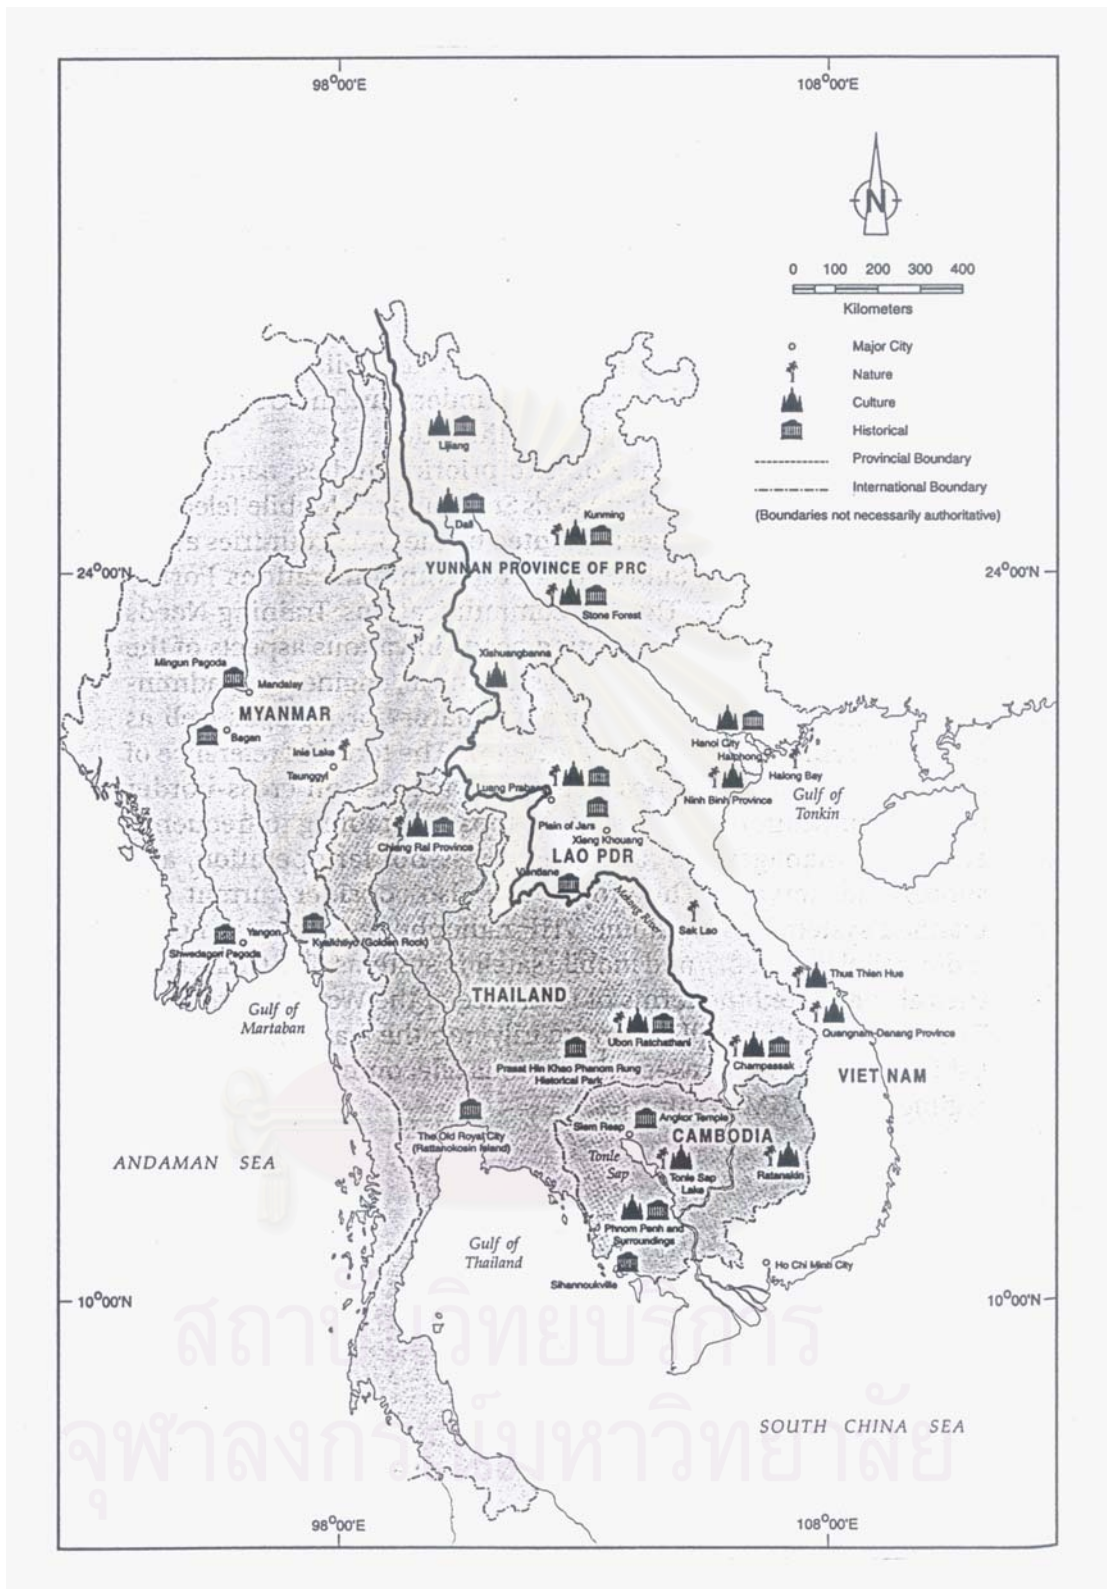 98°00'E
108°00'E
N
0 100 200 300 400
Kilometers
Major City
Nature
Culture
Historical
Provincial Boundary
International Boundary
(Boundaries not necessarily authoritative)
Lijiang
Dali
Kunming
24°00'N
YUNNAN PROVINCE OF PRC
24°00'N
Stone Forest
Xishuangbanna
Mingun Pagoda
Mandalay
MYANMAR
Bagan
Inle Lake
Taunggyi
Hanoi City
Haiphong
Halong Bay
Ninh Binh Province
Gulf of
Tonkin
Luang Prabang
Plain of Jars
Xieng Khouang
Chiang Rai Province
LAO PDR
Vientiane
Mekong River
Sak Lao
Yangon
Shwedagon Pagoda
Kyaikhtiyo (Golden Rock)
Gulf of
Martaban
THAILAND
Thua Thien Hue
Quangnam-Danang Province
Ubon Ratchathani
Prasat Hin Khao Phanom Rung
Historical Park
Champassak
VIET NAM
The Old Royal City
(Rattanokosin Island)
Angkor Temple
Siem Reap
CAMBODIA
Tonle
Sap
Tonle Sap
Lake
Ratanakiri
ANDAMAN SEA
Phnom Penh and
Surroundings
Gulf of
Thailand
Sihannoukville
Ho Chi Minh City
10°00'N
10°00'N
สถาบันวิทยบริการ
จุฬาลงกรณ์มหาวิทยาลัย
SOUTH CHINA SEA
98°00'E
108°00'E